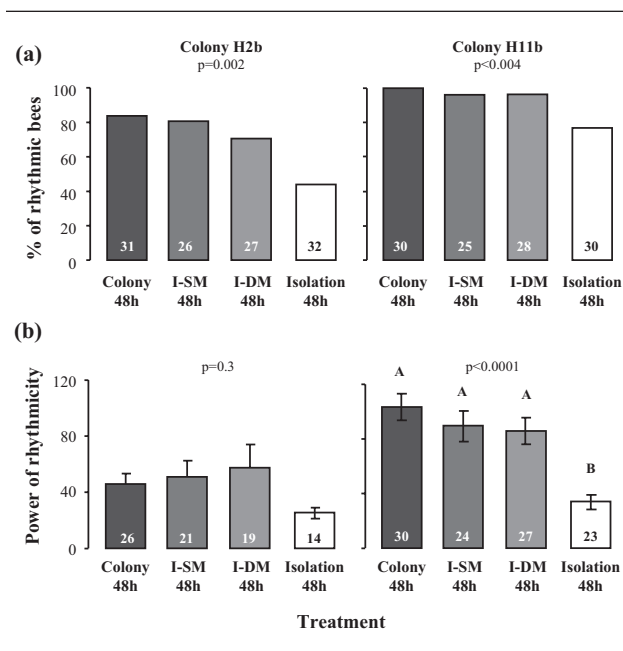 (a)
Colony H2b
p=0.002
Colony H11b
p<0.004
% of rhythmic bees
100
80
60
40
20
0
31 26 27 32
30 25 28 30
Colony 48h I-SM 48h I-DM 48h Isolation 48h
Colony 48h I-SM 48h I-DM 48h Isolation 48h
(b)
p=0.3
p<0.0001
Power of rhythmicity
120
80
40
0
A A A B
26 21 19 14
30 24 27 23
Colony 48h I-SM 48h I-DM 48h Isolation 48h
Colony 48h I-SM 48h I-DM 48h Isolation 48h
Treatment